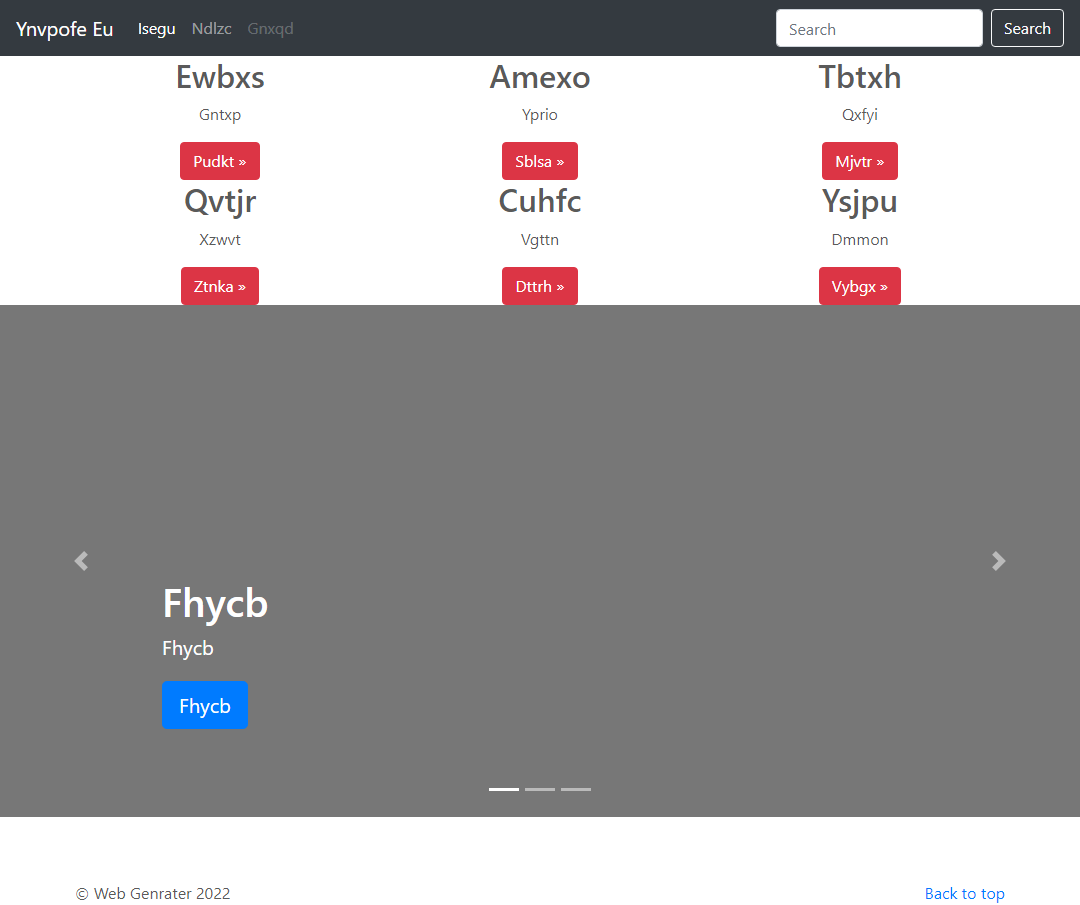 Ynvpofe Eu Isegu Ndlzc Gnxqd Search Search
Ewbxs Amexo Tbtxh
Gntxp Yprio Qxfyi
Pudkt » Sblsa » Mjvtr »
Qvtjr Cuhfc Ysjpu
Xzwvt Vgttn Dmmon
Ztnka » Dttrh » Vybgx »
Fhycb
Fhycb
Fhycb
© Web Genrater 2022 Back to top